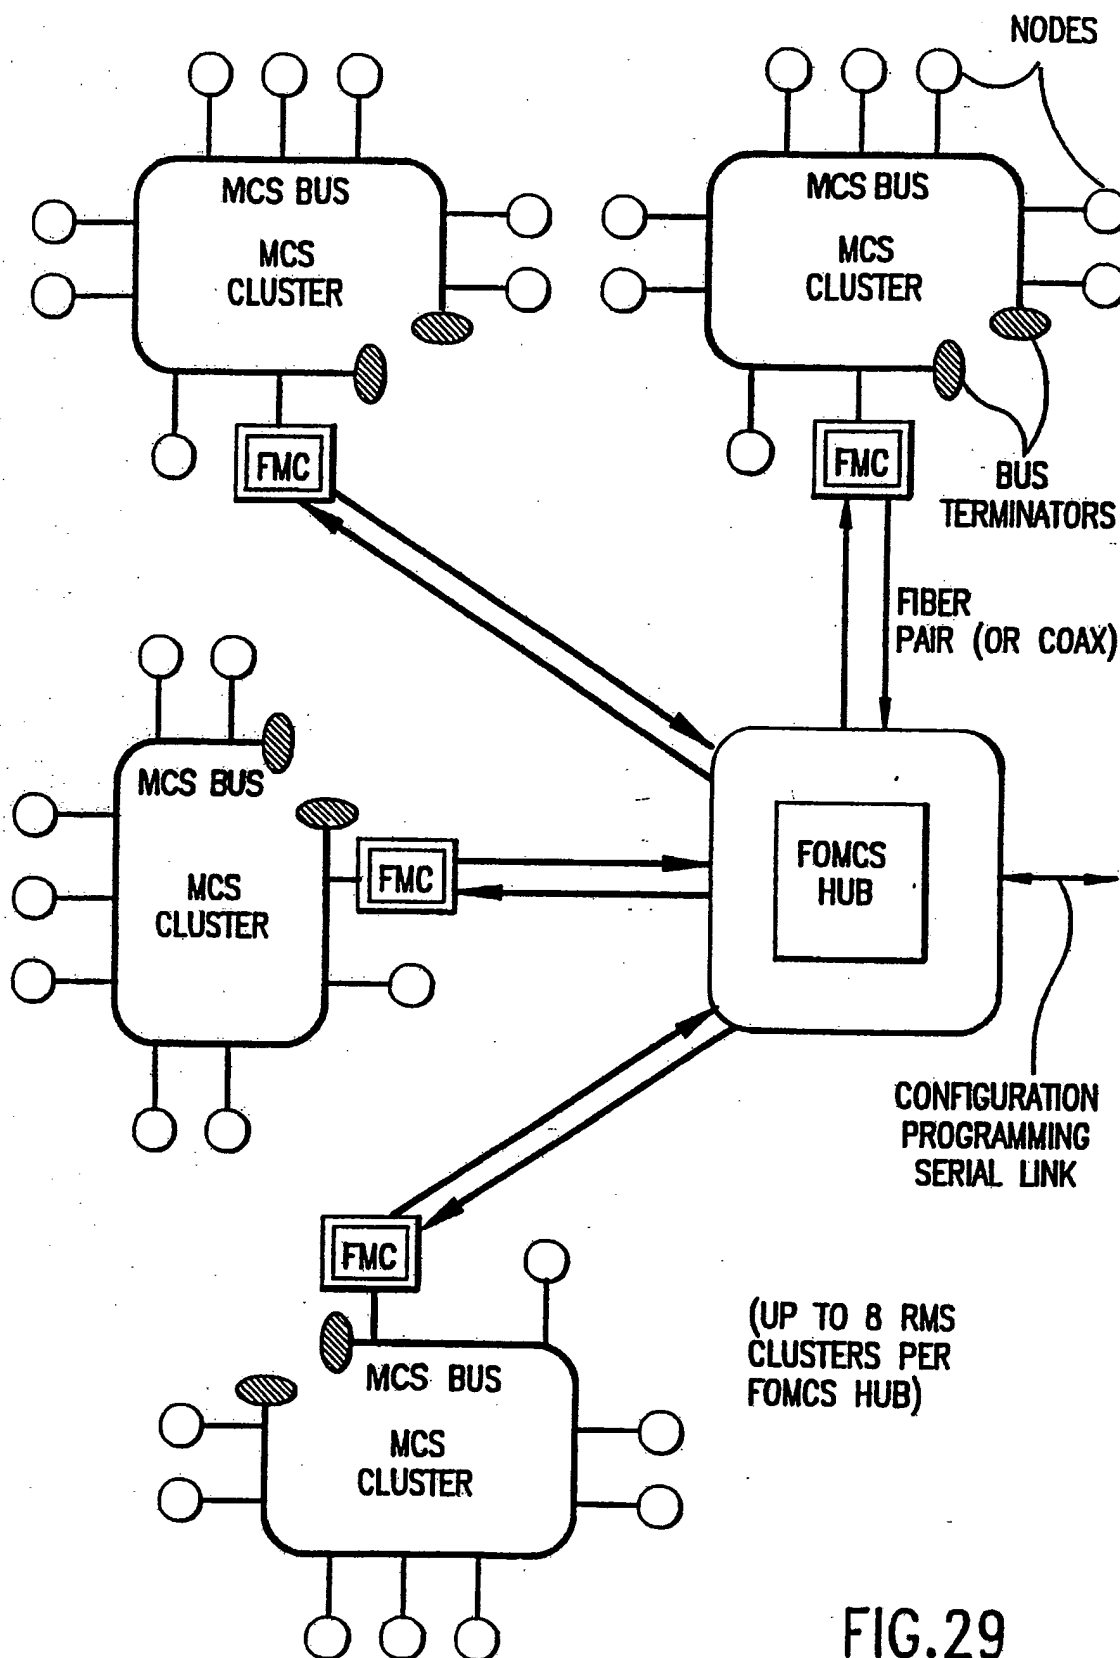 NODES
MCS BUS
MCS
CLUSTER
MCS BUS
MCS
CLUSTER
FMC
FMC
BUS
TERMINATORS
FIBER
PAIR (OR COAX)
MCS BUS
MCS
CLUSTER
FMC
FOMCS
HUB
CONFIGURATION
PROGRAMMING
SERIAL LINK
FMC
MCS BUS
MCS
CLUSTER
(UP TO 8 RMS
CLUSTERS PER
FOMCS HUB)
FIG.29